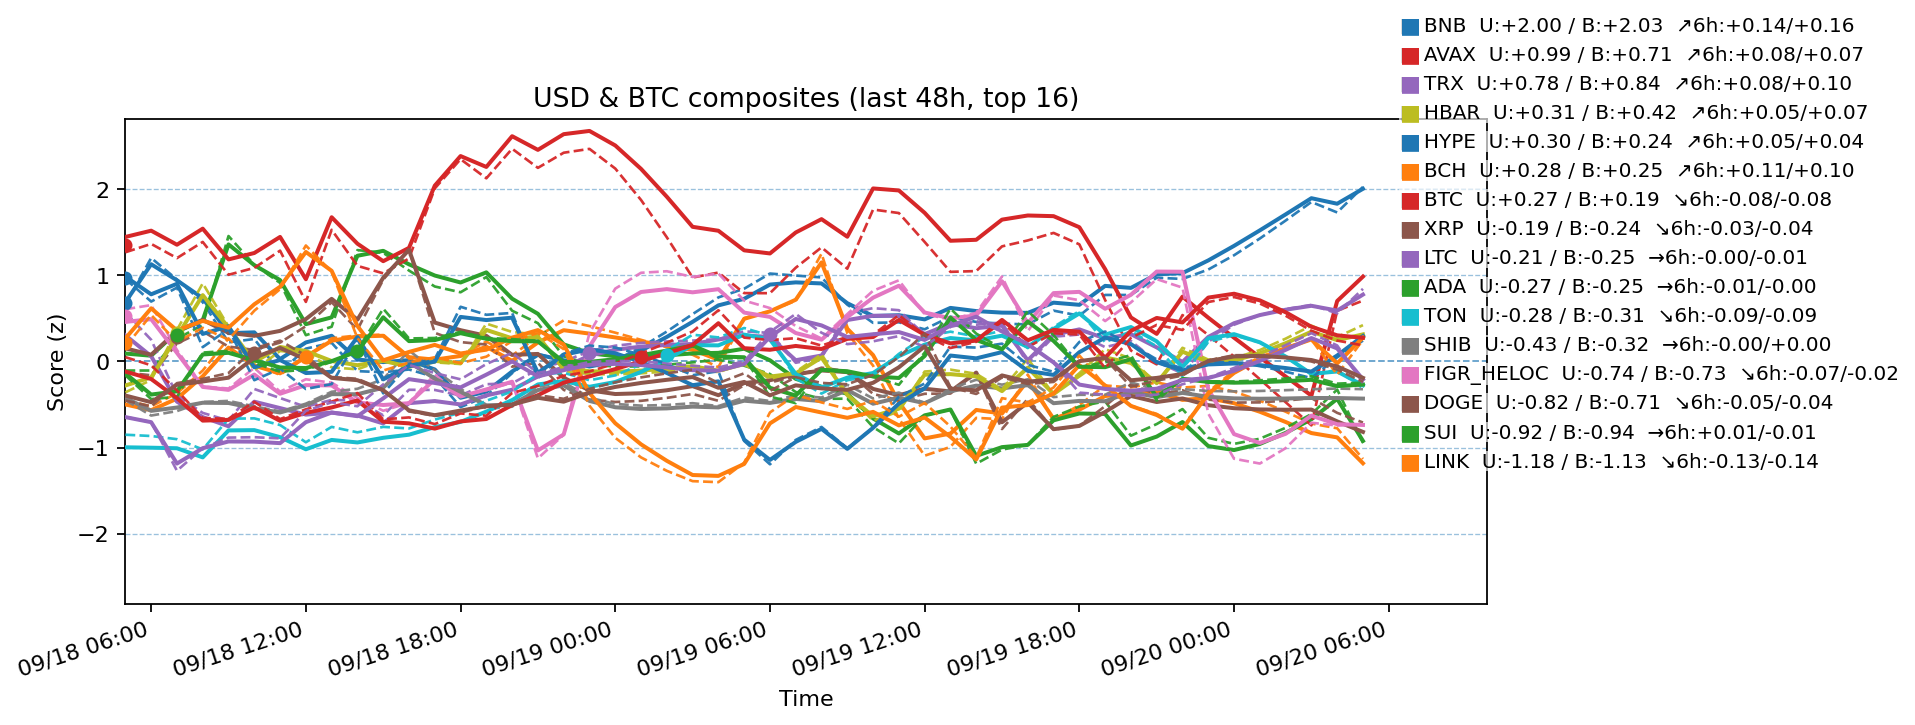 USD & BTC composites (last 48h, top 16)
BNB  U:+2.00 / B:+2.03  ↗6h:+0.14/+0.16
AVAX  U:+0.99 / B:+0.71  ↗6h:+0.08/+0.07
TRX  U:+0.78 / B:+0.84  ↗6h:+0.08/+0.10
HBAR  U:+0.31 / B:+0.42  ↗6h:+0.05/+0.07
HYPE  U:+0.30 / B:+0.24  ↗6h:+0.05/+0.04
BCH  U:+0.28 / B:+0.25  ↗6h:+0.11/+0.10
BTC  U:+0.27 / B:+0.19  ↘6h:-0.08/-0.08
XRP  U:-0.19 / B:-0.24  ↘6h:-0.03/-0.04
LTC  U:-0.21 / B:-0.25  →6h:-0.00/-0.01
ADA  U:-0.27 / B:-0.25  →6h:-0.01/-0.00
TON  U:-0.28 / B:-0.31  ↘6h:-0.09/-0.09
SHIB  U:-0.43 / B:-0.32  →6h:-0.00/+0.00
FIGR_HELOC  U:-0.74 / B:-0.73  ↘6h:-0.07/-0.02
DOGE  U:-0.82 / B:-0.71  ↘6h:-0.05/-0.04
SUI  U:-0.92 / B:-0.94  →6h:+0.01/-0.01
LINK  U:-1.18 / B:-1.13  ↘6h:-0.13/-0.14
Score (z)
2
1
0
−1
−2
09/18 06:00
09/18 12:00
09/18 18:00
09/19 00:00
09/19 06:00
09/19 12:00
09/19 18:00
09/20 00:00
09/20 06:00
Time